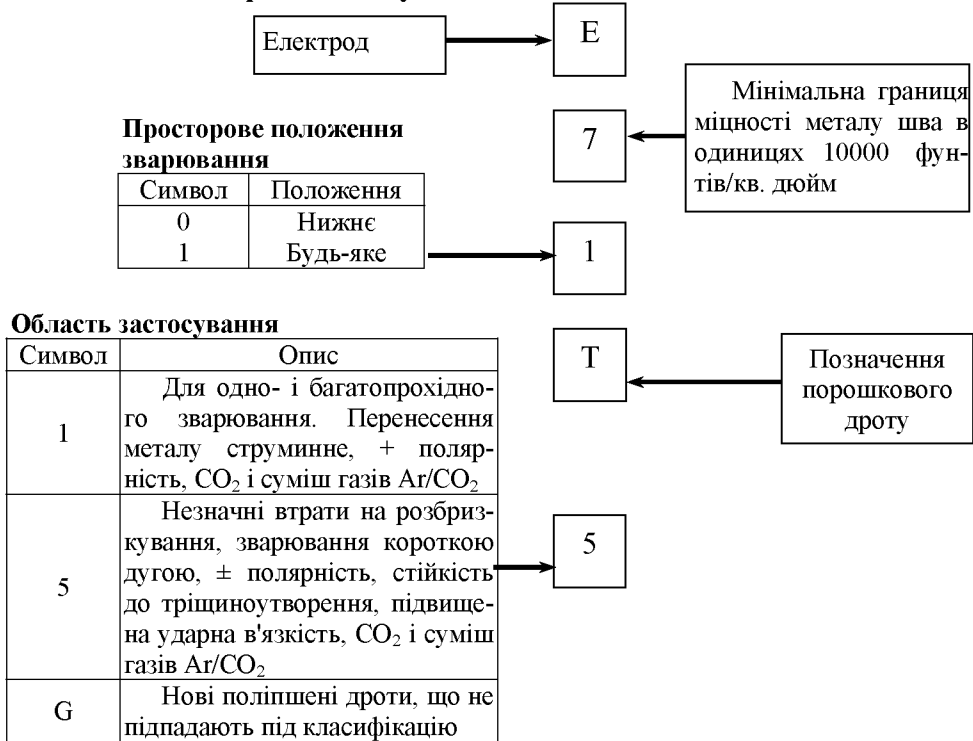 Електрод
Е
Мінімальна границя
міцності металу шва в
одиницях 10000 фун-
тів/кв. дюйм
7
Просторове положення
зварювання
Символ Положення
0 Нижнє
1 Будь-яке
1
Область застосування
Символ Опис
Т
Позначення
порошкового
дроту
Для одно- і багатопрохідно-
го зварювання. Перенесення
1
металу струминне, + поляр-
ність, CO₂ і суміш газів Ar/CO₂
Незначні втрати на розбриз-
кування, зварювання короткою
дугою, ± полярність, стійкість
5
до тріщиноутворення, підвище-
на ударна в'язкість, CO₂ і суміш
газів Ar/CO₂
5
G
Нові поліпшені дроти, що не
підпадають під класифікацію